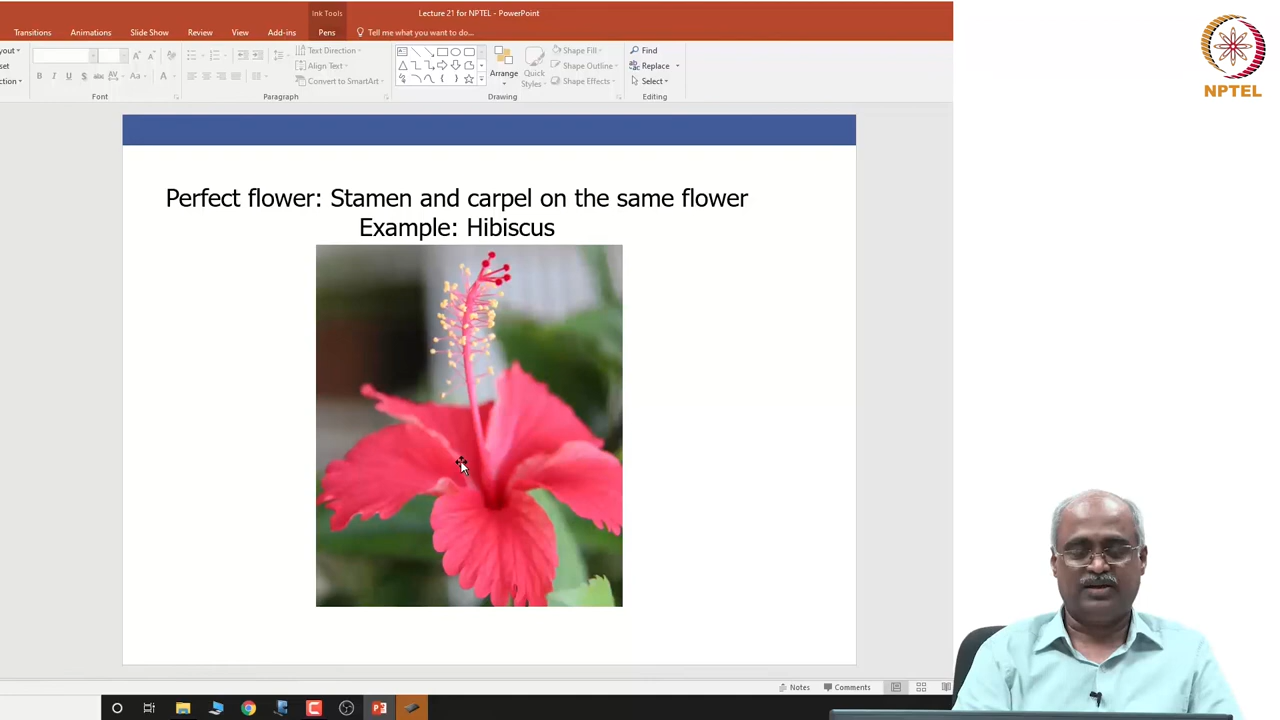 Ink Tools
Lecture 21 for NPTEL - PowerPoint
Transitions
Animations
Slide Show
Review
View
Add-ins
Pens
Tell me what you want to do...
Text Direction
Align Text
Convert to SmartArt
Arrange
Quick
Styles
Shape Fill
Shape Outline
Shape Effects
Find
Replace
Select
Font
Paragraph
Drawing
Editing
NPTEL
Perfect flower: Stamen and carpel on the same flower
Example: Hibiscus
Notes
Comments